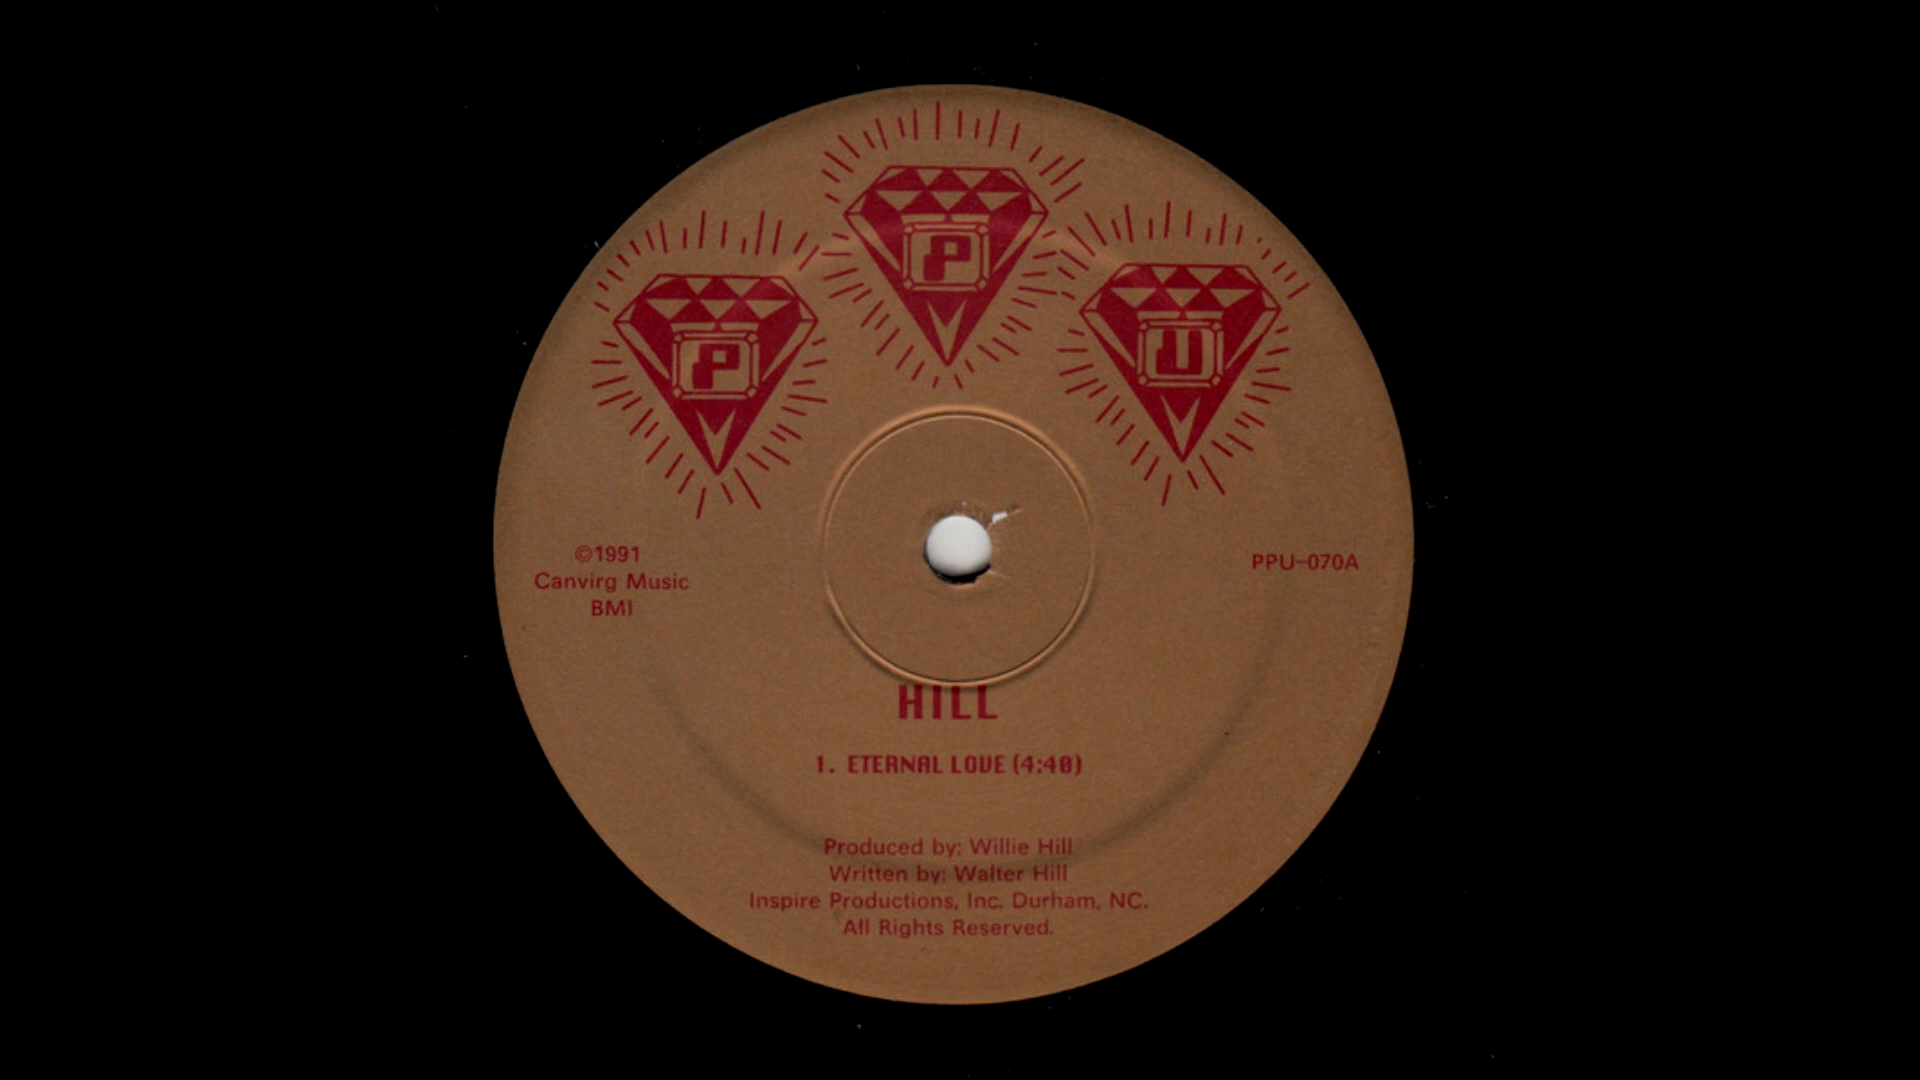 P
P
U
©1991
Canvirg Music
BMI
PPU-070A
HILL
1. ETERNAL LOVE (4:40)
Produced by: Willie Hill
Written by: Walter Hill
Inspire Productions, Inc. Durham, NC.
All Rights Reserved.